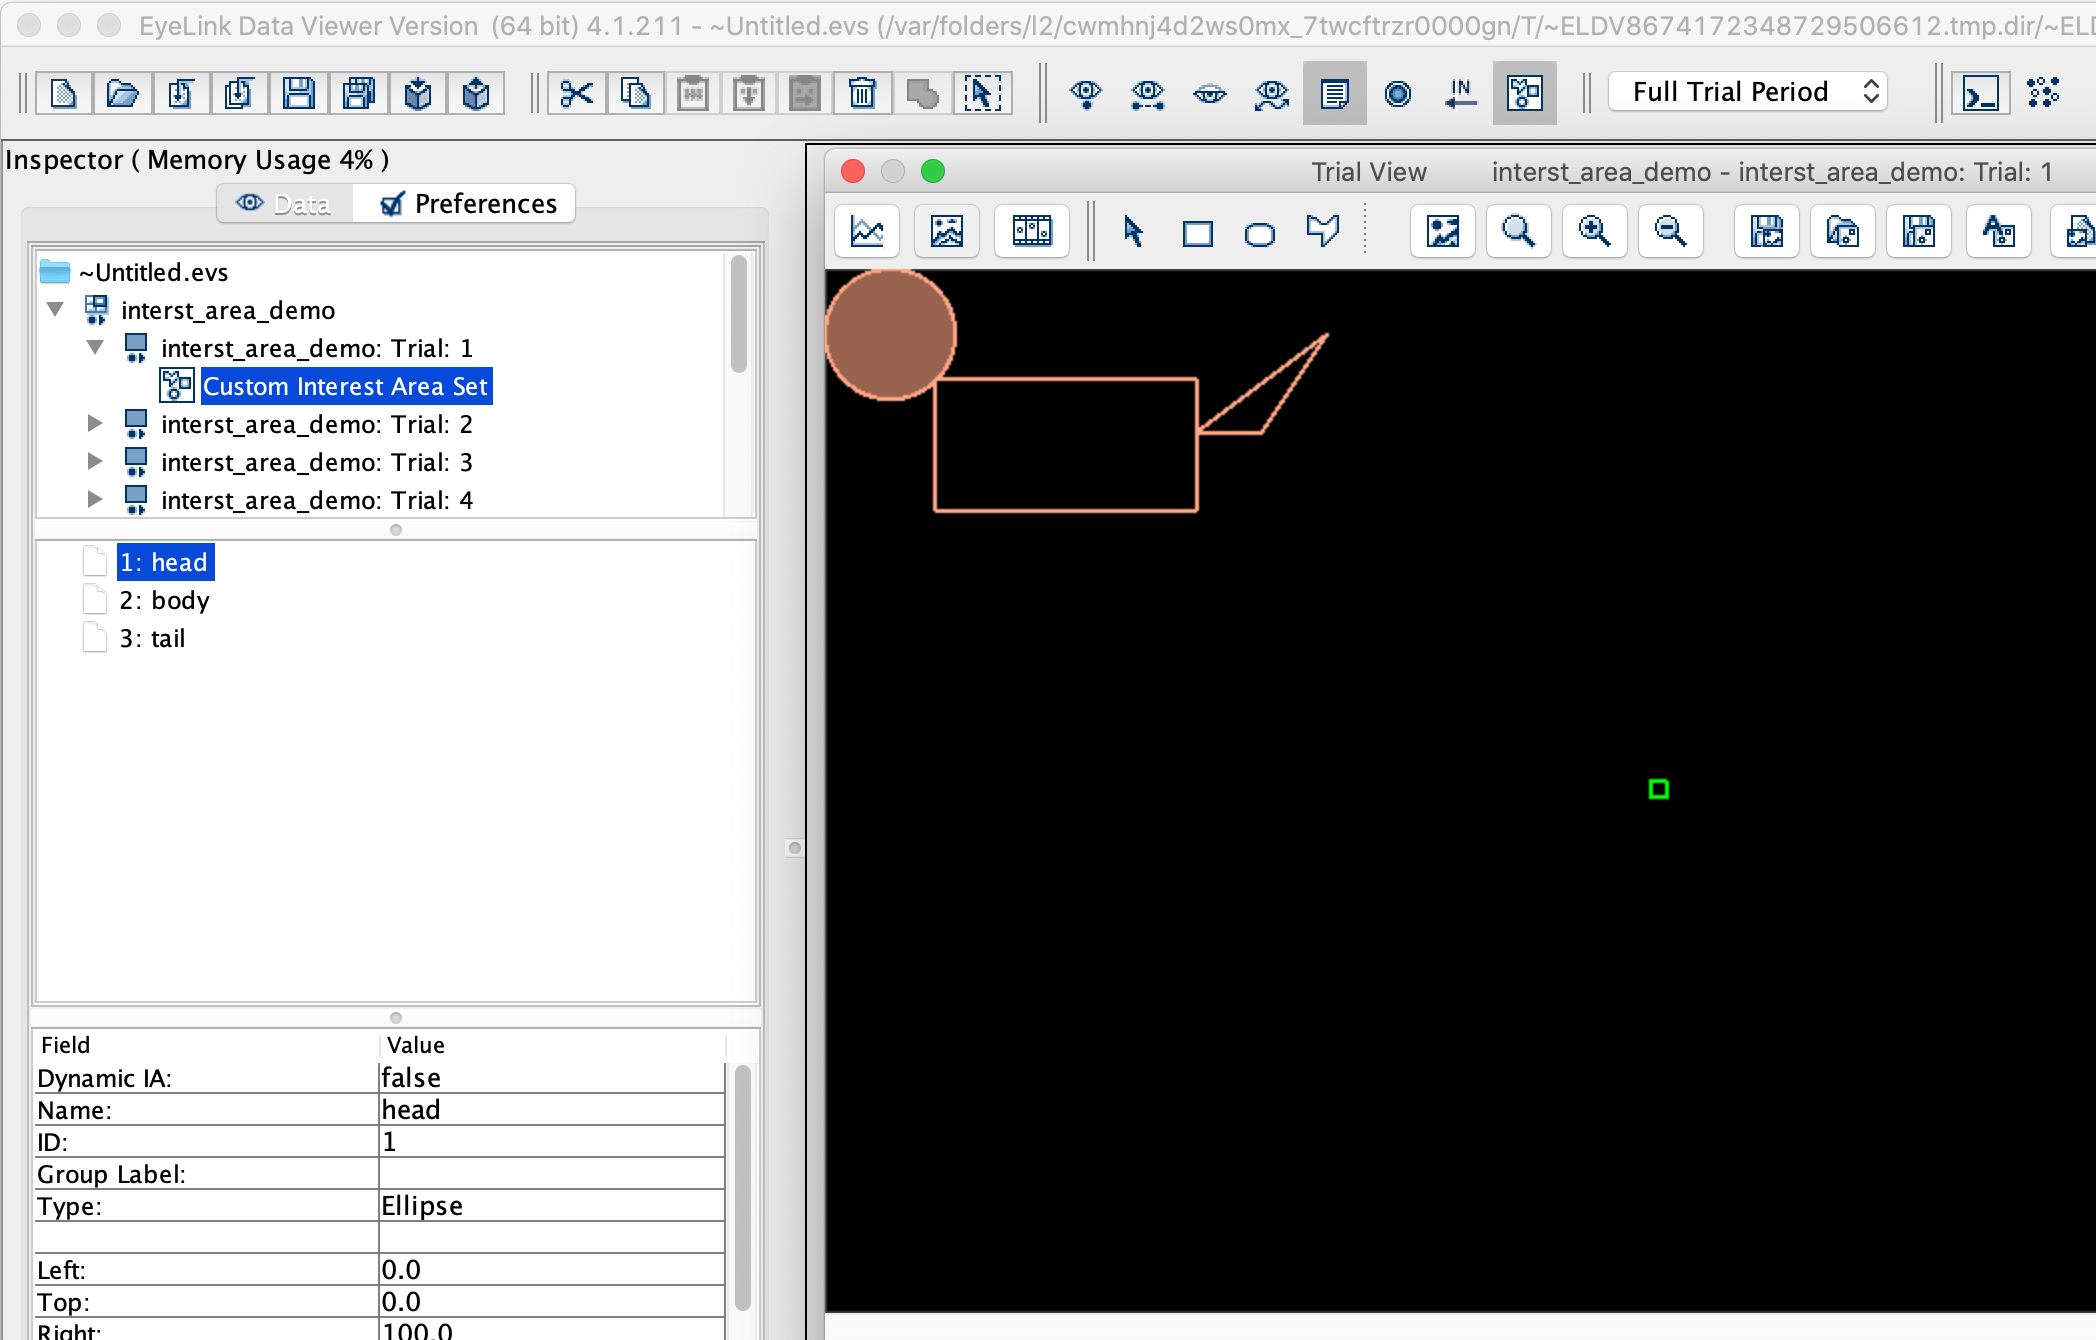 EyeLink Data Viewer Version (64 bit) 4.1.211 - ~Untitled.evs (/var/folders/l2/cwmhnj4d2ws0mx_7twcftrzr0000gn/T/~ELDV8674172348729506612.tmp.dir/~ELD
IN
Full Trial Period
Inspector ( Memory Usage 4% )
Data
Preferences
~Untitled.evs
interst_area_demo
interst_area_demo: Trial: 1
Custom Interest Area Set
interst_area_demo: Trial: 2
interst_area_demo: Trial: 3
interst_area_demo: Trial: 4
1: head
2: body
3: tail
Field Value
Dynamic IA: false
Name: head
ID: 1
Group Label:
Type: Ellipse
Left: 0.0
Top: 0.0
Right: 100.0
Trial View interst_area_demo - interst_area_demo: Trial: 1